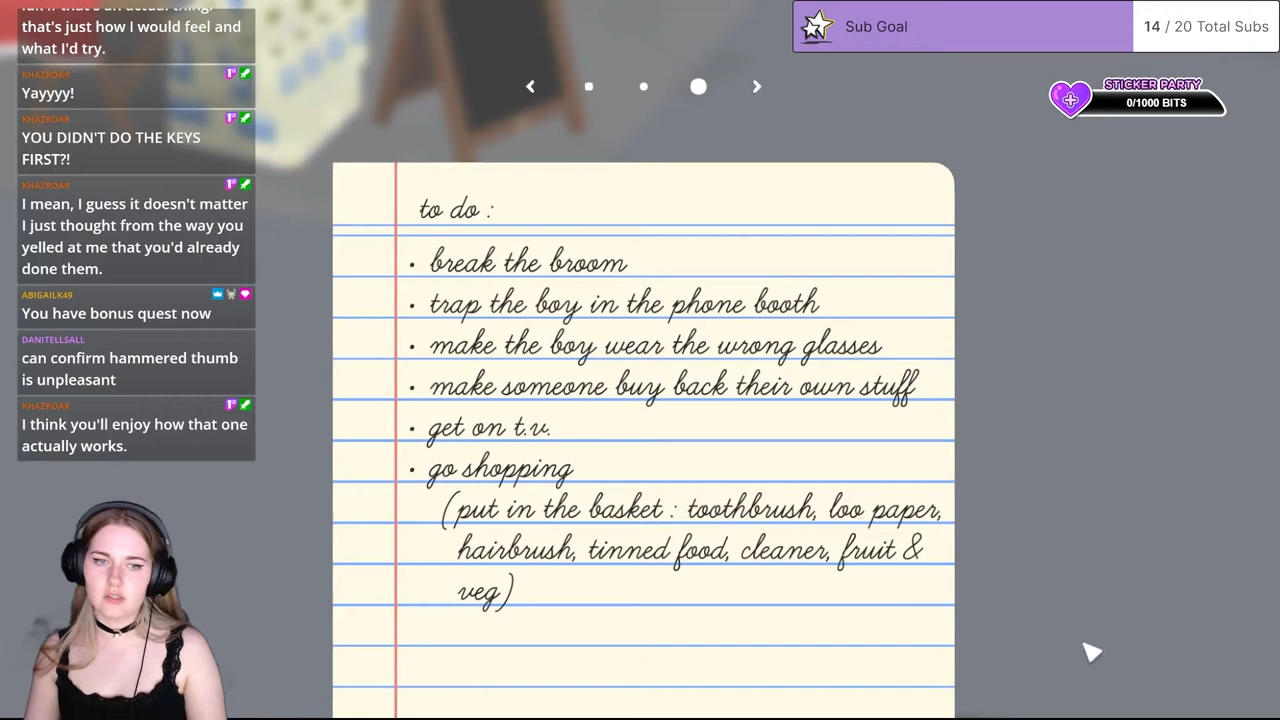 that's just how I would feel and
what I'd try.
KHAZROAR
Yayyyy!
KHAZROAR
YOU DIDN'T DO THE KEYS
FIRST?!
KHAZROAR
I mean, I guess it doesn't matter
I just thought from the way you
yelled at me that you'd already
done them.
ABIGAILK49
You have bonus quest now
DANITELLSALL
can confirm hammered thumb
is unpleasant
KHAZROAR
I think you'll enjoy how that one
actually works.
Sub Goal
14 / 20 Total Subs
STICKER PARTY
0/1000 BITS
to do :
• break the broom
• trap the boy in the phone booth
• make the boy wear the wrong glasses
• make someone buy back their own stuff
• get on t.v.
• go shopping
(put in the basket : toothbrush, loo paper,
hairbrush, tinned food, cleaner, fruit &
veg)